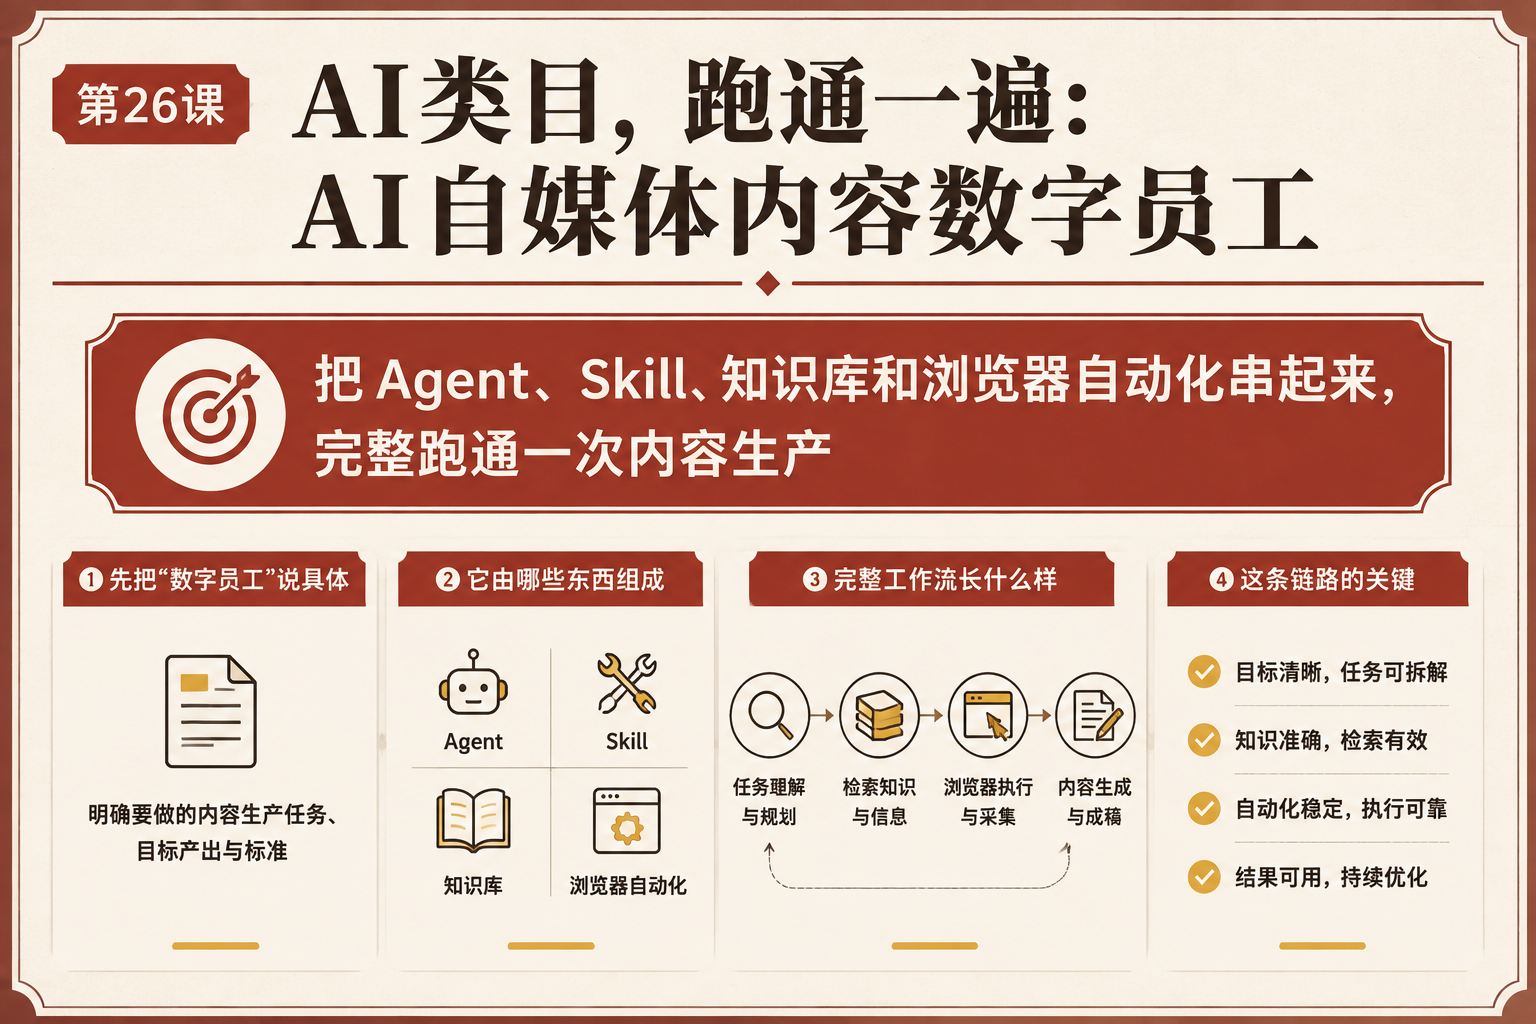 第26课
AI类目，跑通一遍：
AI自媒体内容数字员工
把 Agent、Skill、知识库和浏览器自动化串起来，
完整跑通一次内容生产
1 先把“数字员工”说具体
明确要做的内容生产任务、
目标产出与标准
2 它由哪些东西组成
Agent
Skill
知识库
浏览器自动化
3 完整工作流长什么样
任务理解
与规划
检索知识
与信息
浏览器执行
与采集
内容生成
与成稿
4 这条链路的关键
目标清晰，任务可拆解
知识准确，检索有效
自动化稳定，执行可靠
结果可用，持续优化